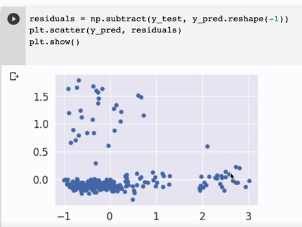 residuals = np.subtract(y_test, y_pred.reshape(-1))
plt.scatter(y_pred, residuals)
plt.show()
1.5
1.0
0.5
0.0
−1 0 1 2 3